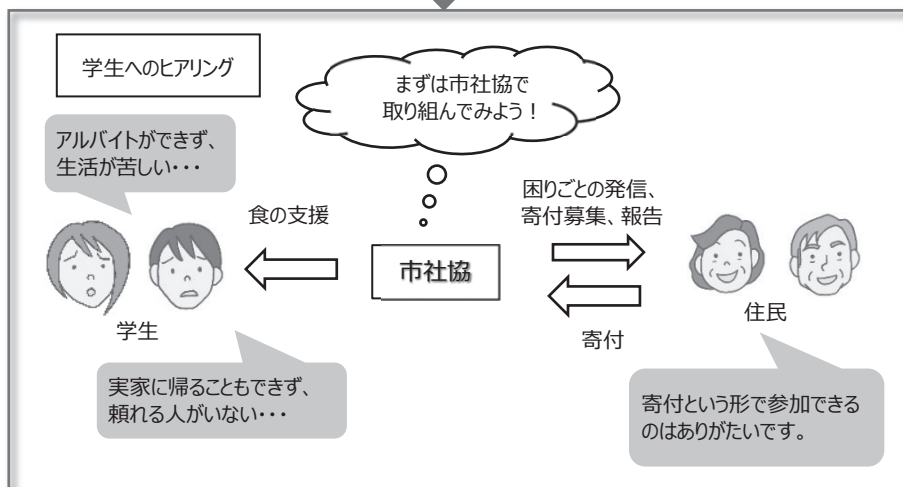 学生へのヒアリング
まずは市社協で
取り組んでみよう！
アルバイトができず、
生活が苦しい・・・
食の支援
困りごとの発信、
寄付募集、報告
市社協
学生
住民
寄付
実家に帰ることもできず、
頼れる人がいない・・・
寄付という形で参加できる
のはありがたいです。